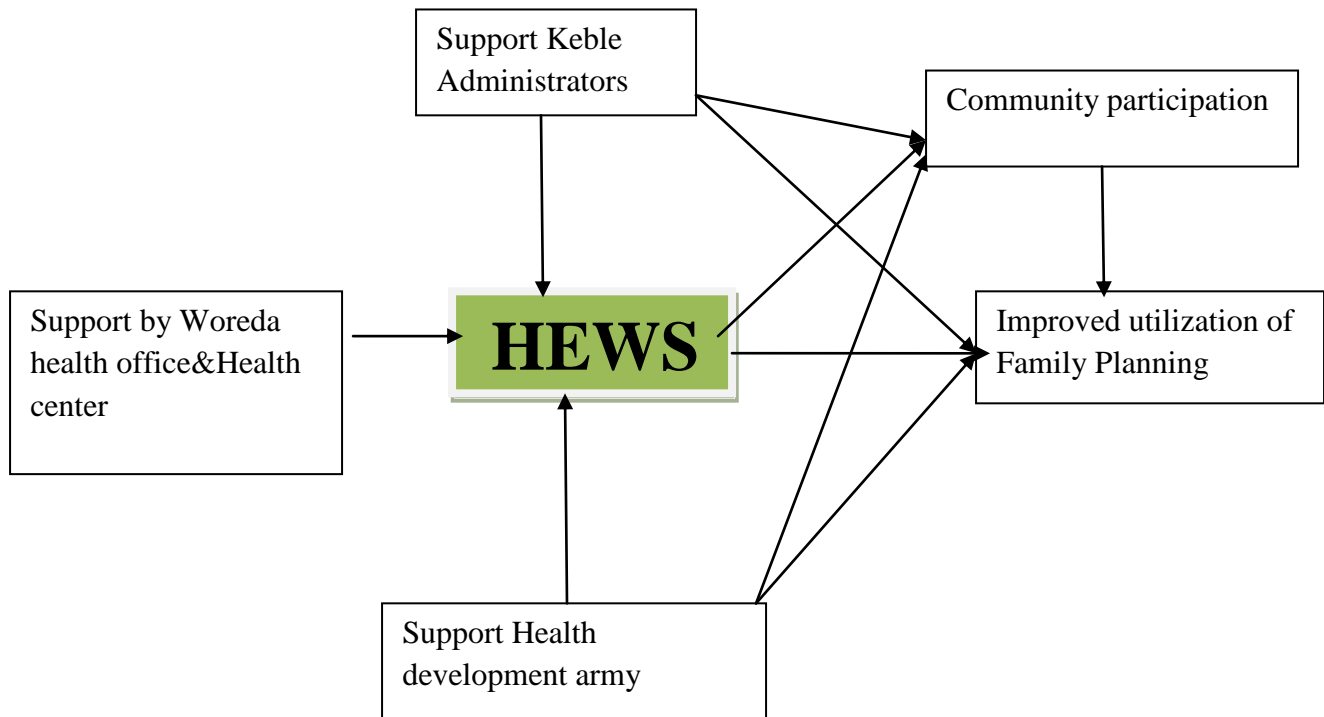 Support Keble
Administrators
Community participation
Support by Woreda
health office&Health
center
HEWS
Improved utilization of
Family Planning
Support Health
development army